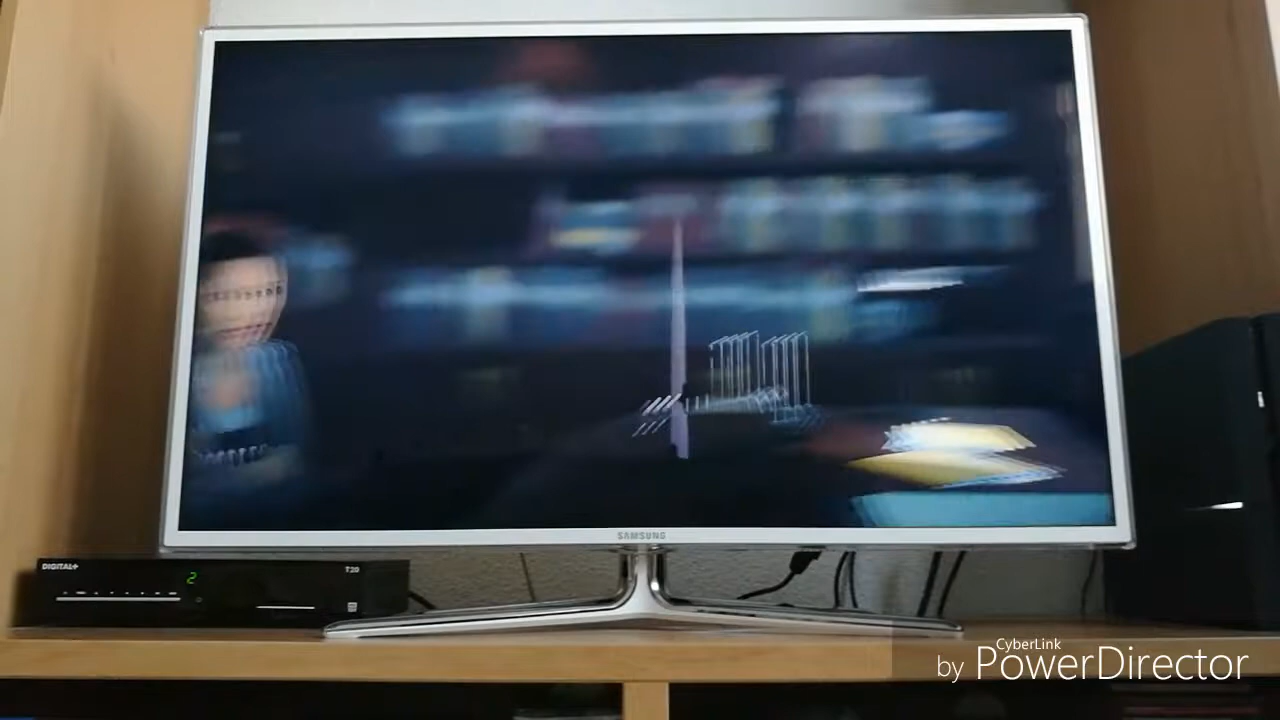 SAMSUNG
DIGITAL+
2
T20
CyberLink
by PowerDirector